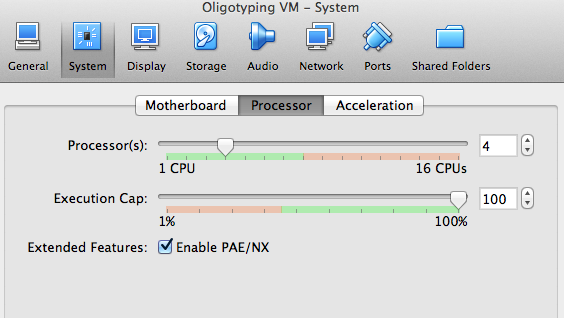 Oligotyping VM – System
General System Display Storage Audio Network Ports Shared Folders
Motherboard Processor Acceleration
Processor(s): 4
1 CPU 16 CPUs
Execution Cap: 100
1% 100%
Extended Features: Enable PAE/NX